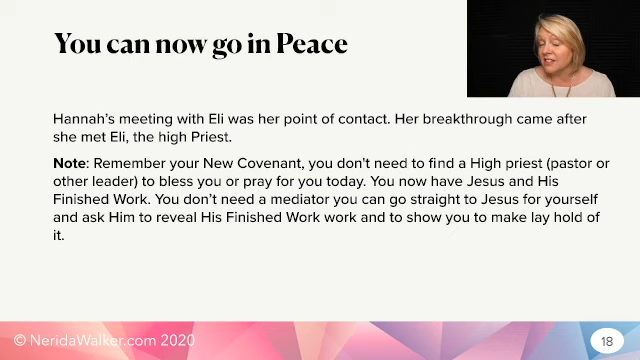 You can now go in Peace
Hannah's meeting with Eli was her point of contact. Her breakthrough came after
she met Eli, the high Priest.
Note: Remember your New Covenant, you don't need to find a High priest (pastor or
other leader) to bless you or pray for you today. You now have Jesus and His
Finished Work. You don't need a mediator you can go straight to Jesus for yourself
and ask Him to reveal His Finished Work work and to show you to make lay hold of
it.
© NeridaWalker.com 2020
18